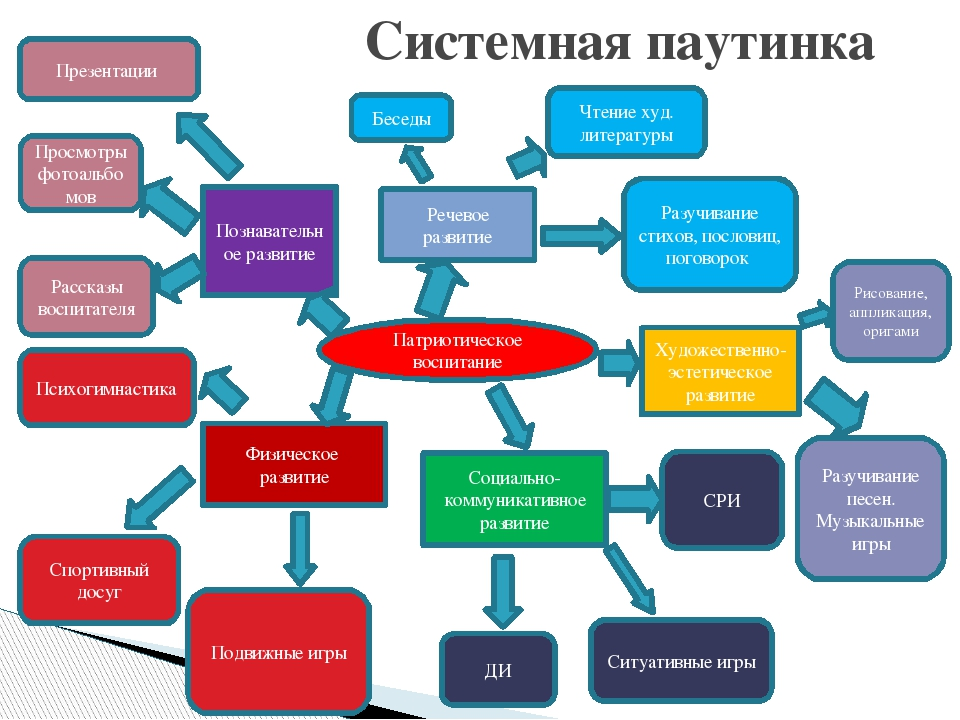 Системная паутинка
Презентации
Беседы
Чтение худ.
литературы
Просмотры
фотоальбо
мов
Познавательн
ое развитие
Речевое
развитие
Разучивание
стихов, пословиц,
поговорок
Рассказы
воспитателя
Рисование,
аппликация,
оригами
Патриотическое
воспитание
Художественно-
эстетическое
развитие
Психогимнастика
Физическое
развитие
Социально-
коммуникативное
развитие
СРИ
Разучивание
песен.
Музыкальные
игры
Спортивный
досуг
Подвижные игры
ДИ
Ситуативные игры